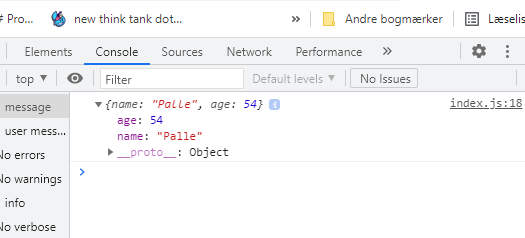 # Pro... new think tank dot... » Andre bogmærker Læselis
Elements Console Sources Network Performance »
top ▼ Filter Default levels ▼ No Issues
message
user mess...
No errors
No warnings
info
No verbose
▼ {name: "Palle", age: 54} i index.js:18
age: 54
name: "Palle"
▶ __proto__: Object
>